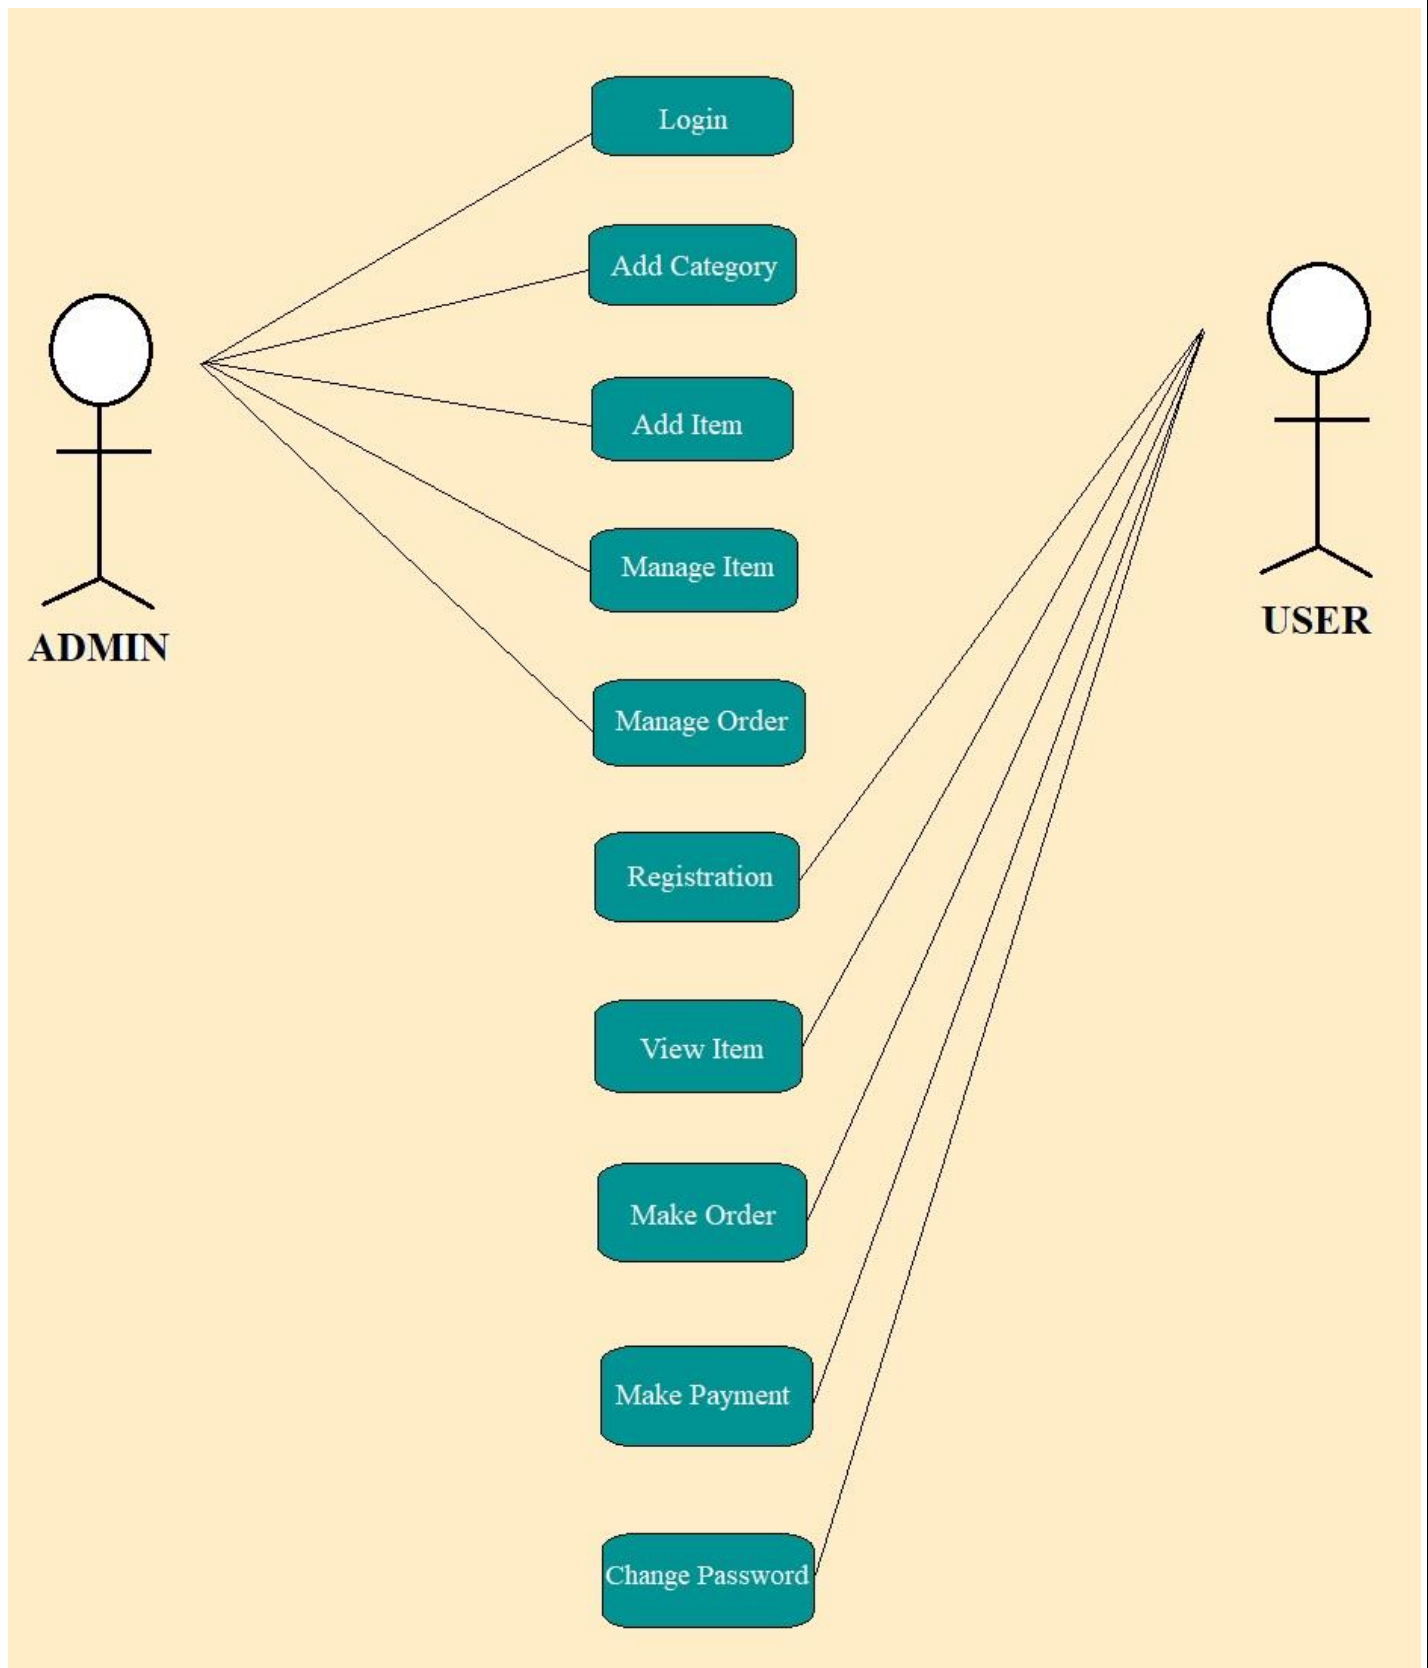 Login
Add Category
Add Item
Manage Item
ADMIN
USER
Manage Order
Registration
View Item
Make Order
Make Payment
Change Password